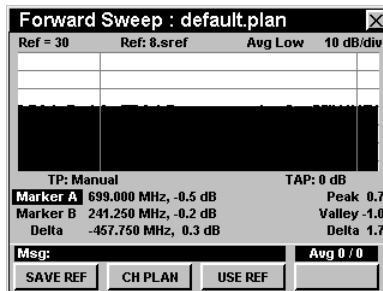 Forward Sweep : default.plan
Ref = 30 Ref: 8.sref Avg Low 10 dB/div
TP: Manual TAP: 0 dB
Marker A 699.000 MHz, -0.5 dB Peak 0.7
Marker B 241.250 MHz, -0.2 dB Valley -1.0
Delta -457.750 MHz, 0.3 dB Delta 1.7
Msg: Avg 0 / 0
SAVE REF CH PLAN USE REF